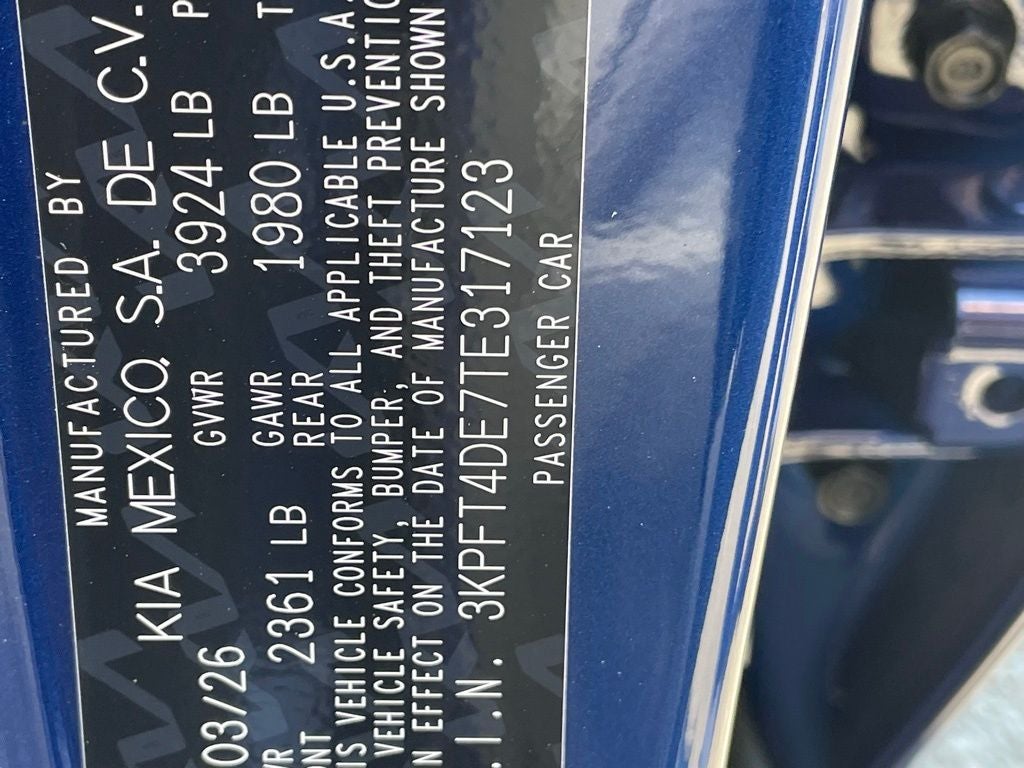 MANUFACTURED BY
KIA MEXICO, S.A. DE C.V.
03/26 GVWR 3924 LB P
GAWR
2361 LB REAR 1980 LB T
IS VEHICLE CONFORMS TO ALL APPLICABLE U.S.A.
VEHICLE SAFETY, BUMPER, AND THEFT PREVENTIO
N EFFECT ON THE DATE OF MANUFACTURE SHOWN
. I.N. 3KPFT4DE7TE317123
PASSENGER CAR